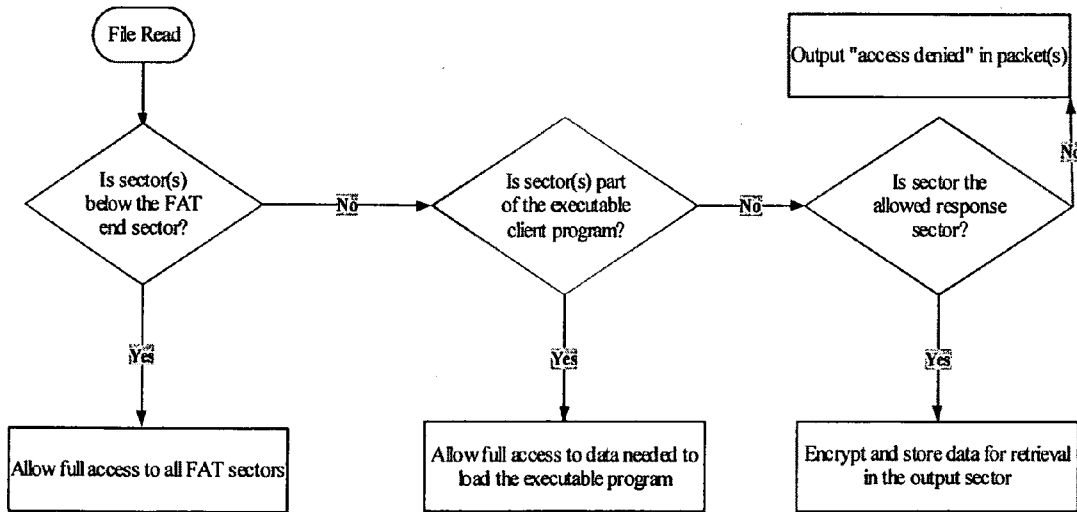 File Read
Output "access denied" in packet(s)
Is sector(s)
below the FAT
end sector?
No
Is sector(s) part
of the executable
client program?
No
Is sector the
allowed response
sector?
No
Yes
Yes
Yes
Allow full access to all FAT sectors
Allow full access to data needed to
load the executable program
Encrypt and store data for retrieval
in the output sector